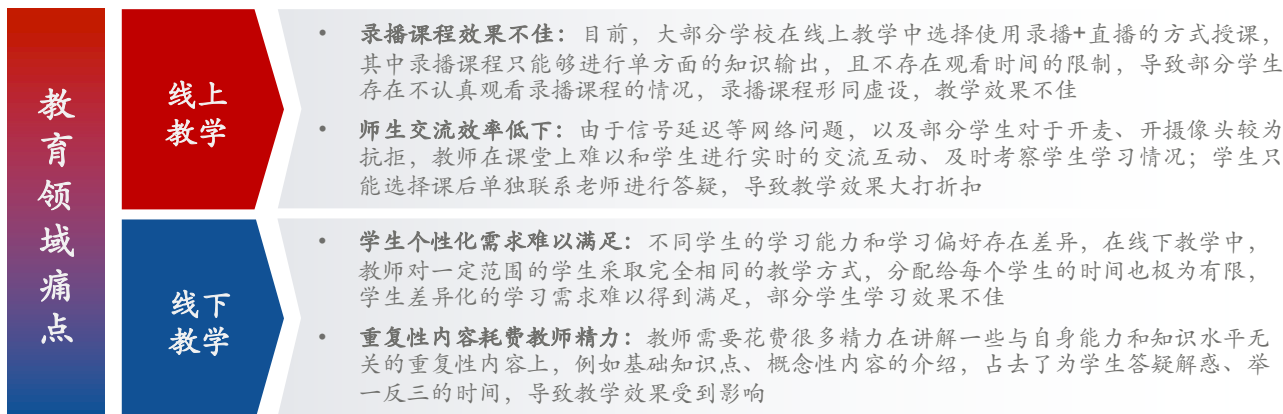 教育领域痛点
线上
教学
• 录播课程效果不佳：目前，大部分学校在线上教学中选择使用录播+直播的方式授课，
其中录播课程只能够进行单方面的知识输出，且不存在观看时间的限制，导致部分学生
存在不认真观看录播课程的情况，录播课程形同虚设，教学效果不佳
• 师生交流效率低下：由于信号延迟等网络问题，以及部分学生对于开麦、开摄像头较为
抗拒，教师在课堂上难以和学生进行实时的交流互动、及时考察学生学习情况；学生只
能选择课后单独联系老师进行答疑，导致教学效果大打折扣
线下
教学
• 学生个性化需求难以满足：不同学生的学习能力和学习偏好存在差异，在线下教学中，
教师对一定范围的学生采取完全相同的教学方式，分配给每个学生的时间也极为有限，
学生差异化的学习需求难以得到满足，部分学生学习效果不佳
• 重复性内容耗费教师精力：教师需要花费很多精力在讲解一些与自身能力和知识水平无
关的重复性内容上，例如基础知识点、概念性内容的介绍，占去了为学生答疑解惑、举
一反三的时间，导致教学效果受到影响